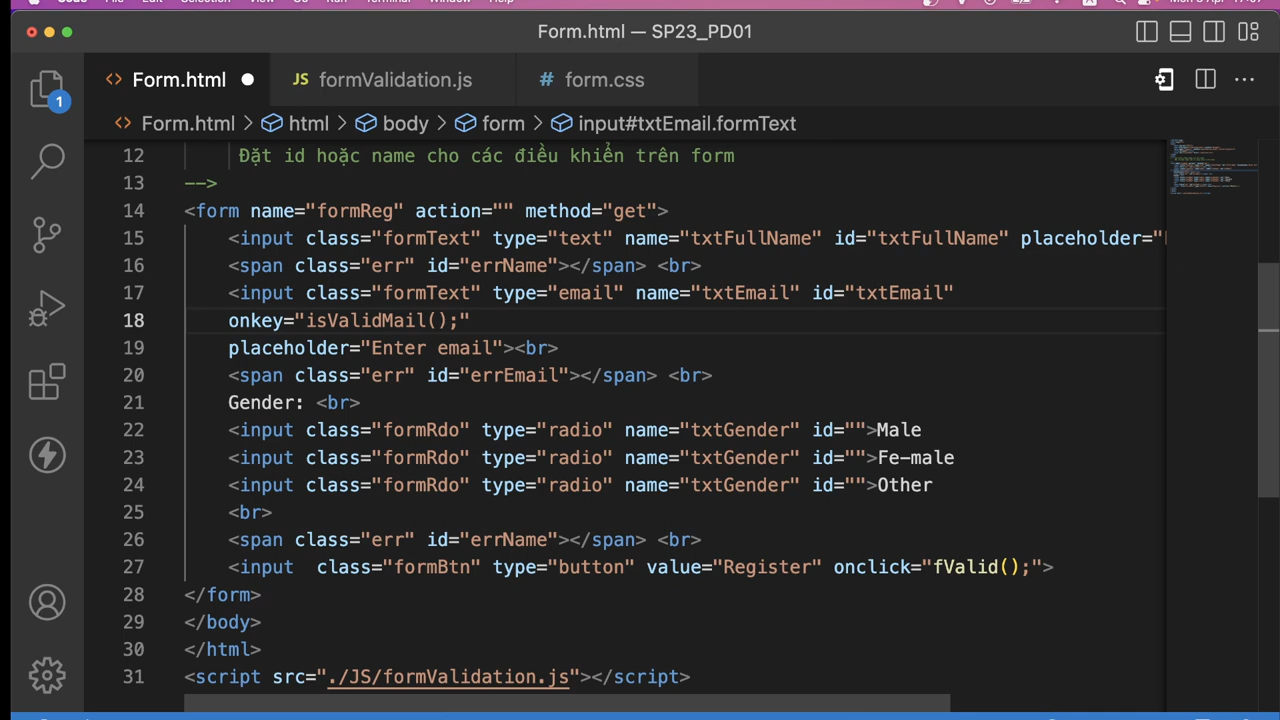 Form.html — SP23_PD01
Form.html
JS formValidation.js
# form.css
1
Form.html > html > body > form > input#txtEmail.formText
12 Đặt id hoặc name cho các điều khiển trên form
13 -->
14 <form name="formReg" action="" method="get">
15 <input class="formText" type="text" name="txtFullName" id="txtFullName" placeholder="
16 <span class="err" id="errName"></span> <br>
17 <input class="formText" type="email" name="txtEmail" id="txtEmail"
18 onkey="isValidMail();"
19 placeholder="Enter email"><br>
20 <span class="err" id="errEmail"></span> <br>
21 Gender: <br>
22 <input class="formRdo" type="radio" name="txtGender" id="">Male
23 <input class="formRdo" type="radio" name="txtGender" id="">Fe-male
24 <input class="formRdo" type="radio" name="txtGender" id="">Other
25 <br>
26 <span class="err" id="errName"></span> <br>
27 <input  class="formBtn" type="button" value="Register" onclick="fValid();">
28 </form>
29 </body>
30 </html>
31 <script src="./JS/formValidation.js"></script>